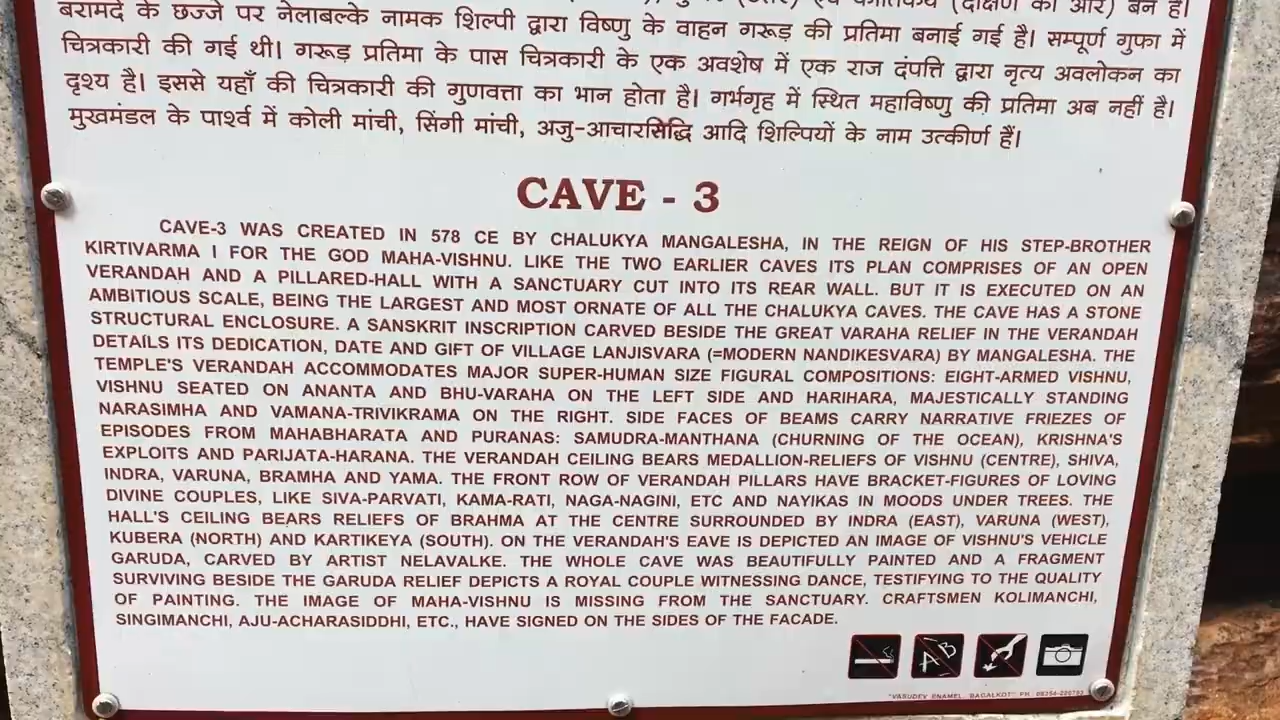 बरामदे के छज्जे पर नेलाबल्के नामक शिल्पी द्वारा विष्णु के वाहन गरूड़ की प्रतिमा बनाई गई है। सम्पूर्ण गुफा में
चित्रकारी की गई थी। गरूड़ प्रतिमा के पास चित्रकारी के एक अवशेष में एक राज दंपत्ति द्वारा नृत्य अवलोकन का
दृश्य है। इससे यहाँ की चित्रकारी की गुणवत्ता का भान होता है। गर्भगृह में स्थित महाविष्णु की प्रतिमा अब नहीं है।
मुखमंडल के पार्श्व में कोली मांची, सिंगी मांची, अजु-आचारसिद्धि आदि शिल्पियों के नाम उत्कीर्ण हैं।
CAVE - 3
CAVE-3 WAS CREATED IN 578 CE BY CHALUKYA MANGALESHA, IN THE REIGN OF HIS STEP-BROTHER
KIRTIVARMA I FOR THE GOD MAHA-VISHNU. LIKE THE TWO EARLIER CAVES ITS PLAN COMPRISES OF AN OPEN
VERANDAH AND A PILLARED-HALL WITH A SANCTUARY CUT INTO ITS REAR WALL. BUT IT IS EXECUTED ON AN
AMBITIOUS SCALE, BEING THE LARGEST AND MOST ORNATE OF ALL THE CHALUKYA CAVES. THE CAVE HAS A STONE
STRUCTURAL ENCLOSURE. A SANSKRIT INSCRIPTION CARVED BESIDE THE GREAT VARAHA RELIEF IN THE VERANDAH
DETAILS ITS DEDICATION, DATE AND GIFT OF VILLAGE LANJISVARA (=MODERN NANDIKESVARA) BY MANGALESHA. THE
TEMPLE'S VERANDAH ACCOMMODATES MAJOR SUPER-HUMAN SIZE FIGURAL COMPOSITIONS: EIGHT-ARMED VISHNU,
VISHNU SEATED ON ANANTA AND BHU-VARAHA ON THE LEFT SIDE AND HARIHARA, MAJESTICALLY STANDING
NARASIMHA AND VAMANA-TRIVIKRAMA ON THE RIGHT. SIDE FACES OF BEAMS CARRY NARRATIVE FRIEZES OF
EPISODES FROM MAHABHARATA AND PURANAS: SAMUDRA-MANTHANA (CHURNING OF THE OCEAN), KRISHNA'S
EXPLOITS AND PARIJATA-HARANA. THE VERANDAH CEILING BEARS MEDALLION-RELIEFS OF VISHNU (CENTRE), SHIVA,
INDRA, VARUNA, BRAMHA AND YAMA. THE FRONT ROW OF VERANDAH PILLARS HAVE BRACKET-FIGURES OF LOVING
DIVINE COUPLES, LIKE SIVA-PARVATI, KAMA-RATI, NAGA-NAGINI, ETC AND NAYIKAS IN MOODS UNDER TREES. THE
HALL'S CEILING BEARS RELIEFS OF BRAHMA AT THE CENTRE SURROUNDED BY INDRA (EAST), VARUNA (WEST),
KUBERA (NORTH) AND KARTIKEYA (SOUTH). ON THE VERANDAH'S EAVE IS DEPICTED AN IMAGE OF VISHNU'S VEHICLE
GARUDA, CARVED BY ARTIST NELAVALKE. THE WHOLE CAVE WAS BEAUTIFULLY PAINTED AND A FRAGMENT
SURVIVING BESIDE THE GARUDA RELIEF DEPICTS A ROYAL COUPLE WITNESSING DANCE, TESTIFYING TO THE QUALITY
OF PAINTING. THE IMAGE OF MAHA-VISHNU IS MISSING FROM THE SANCTUARY. CRAFTSMEN KOLIMANCHI,
SINGIMANCHI, AJU-ACHARASIDDHI, ETC., HAVE SIGNED ON THE SIDES OF THE FACADE.
A B
"VASUDEV ENAMEL" BAGALKOT PH.